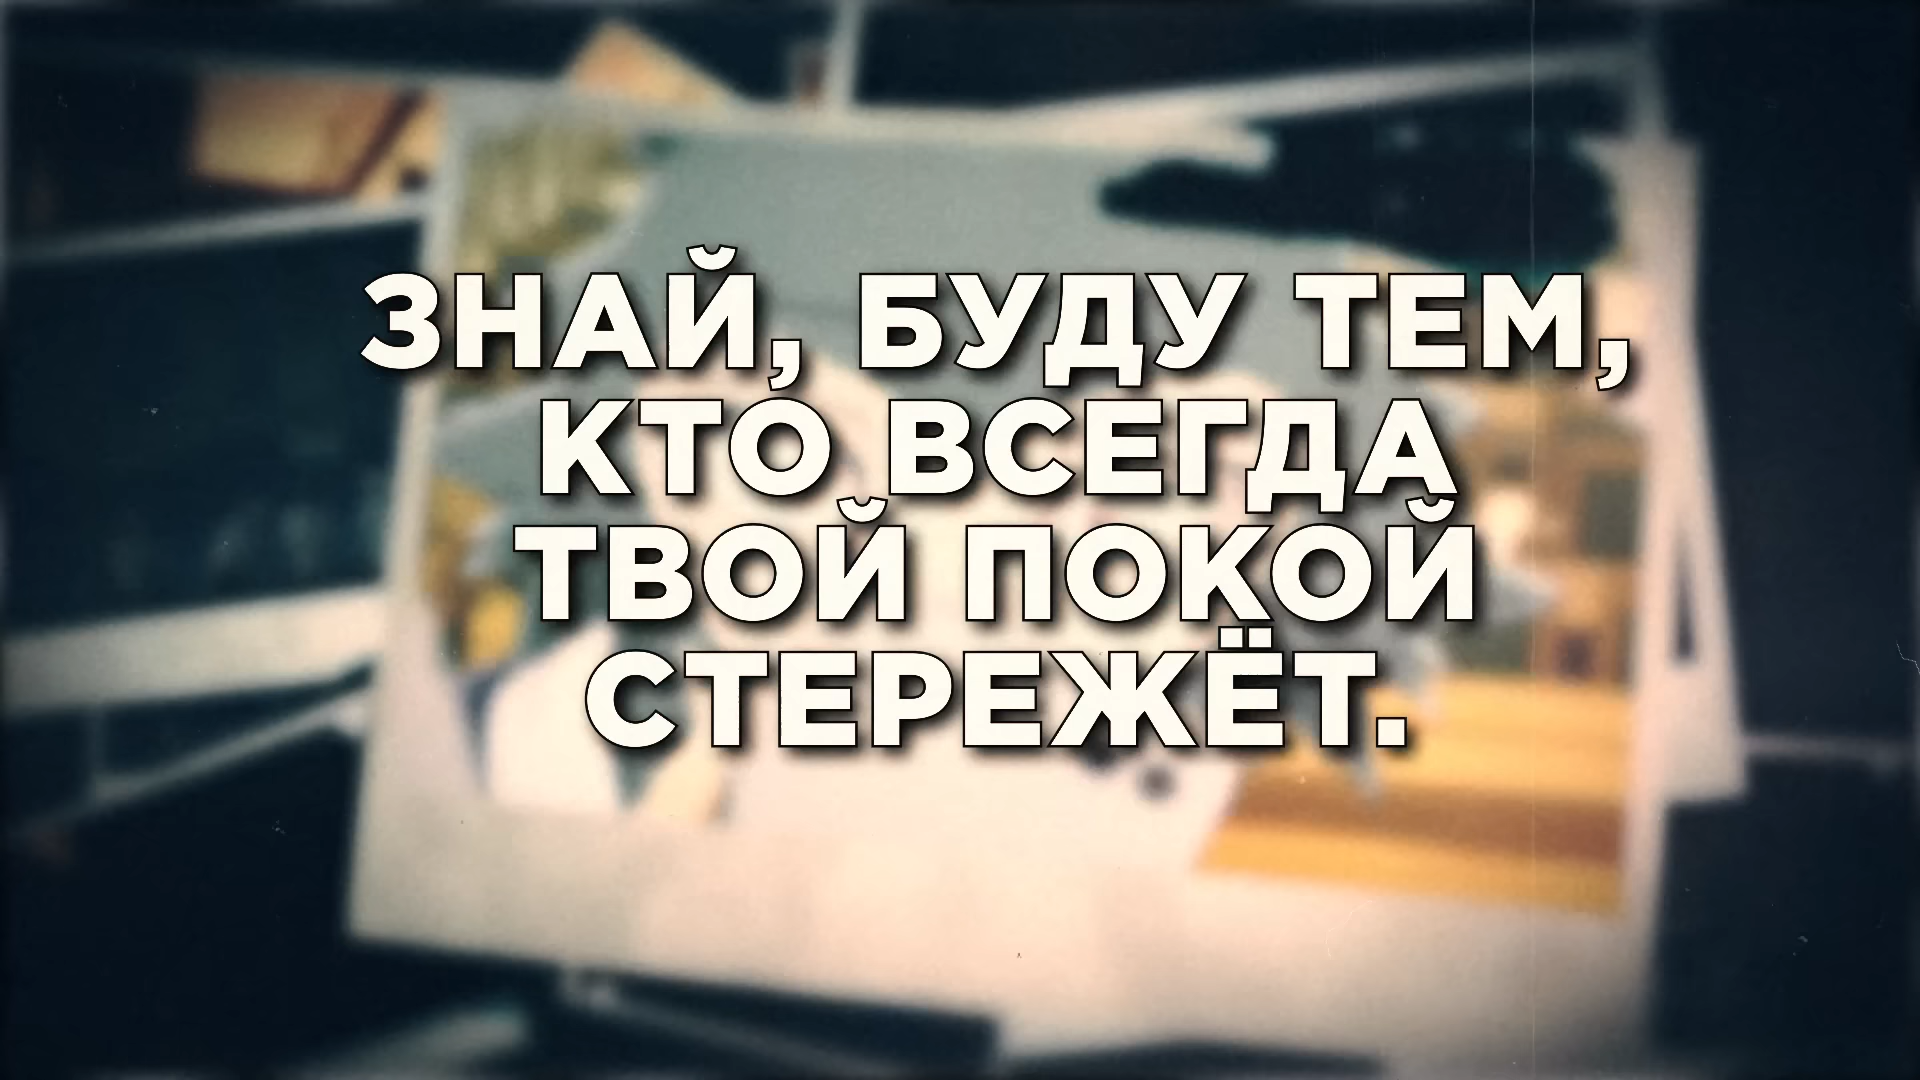 ЗНАЙ, БУДУ ТЕМ,
КТО ВСЕГДА
ТВОЙ ПОКОЙ
СТЕРЕЖЁТ.